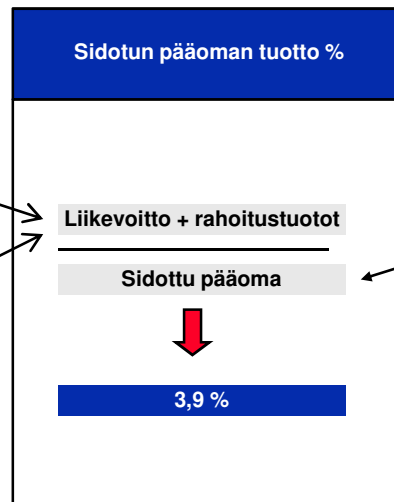 Sidotun pääoman tuotto %
Liikevoitto + rahoitustuotot
Sidottu pääoma
3,9 %